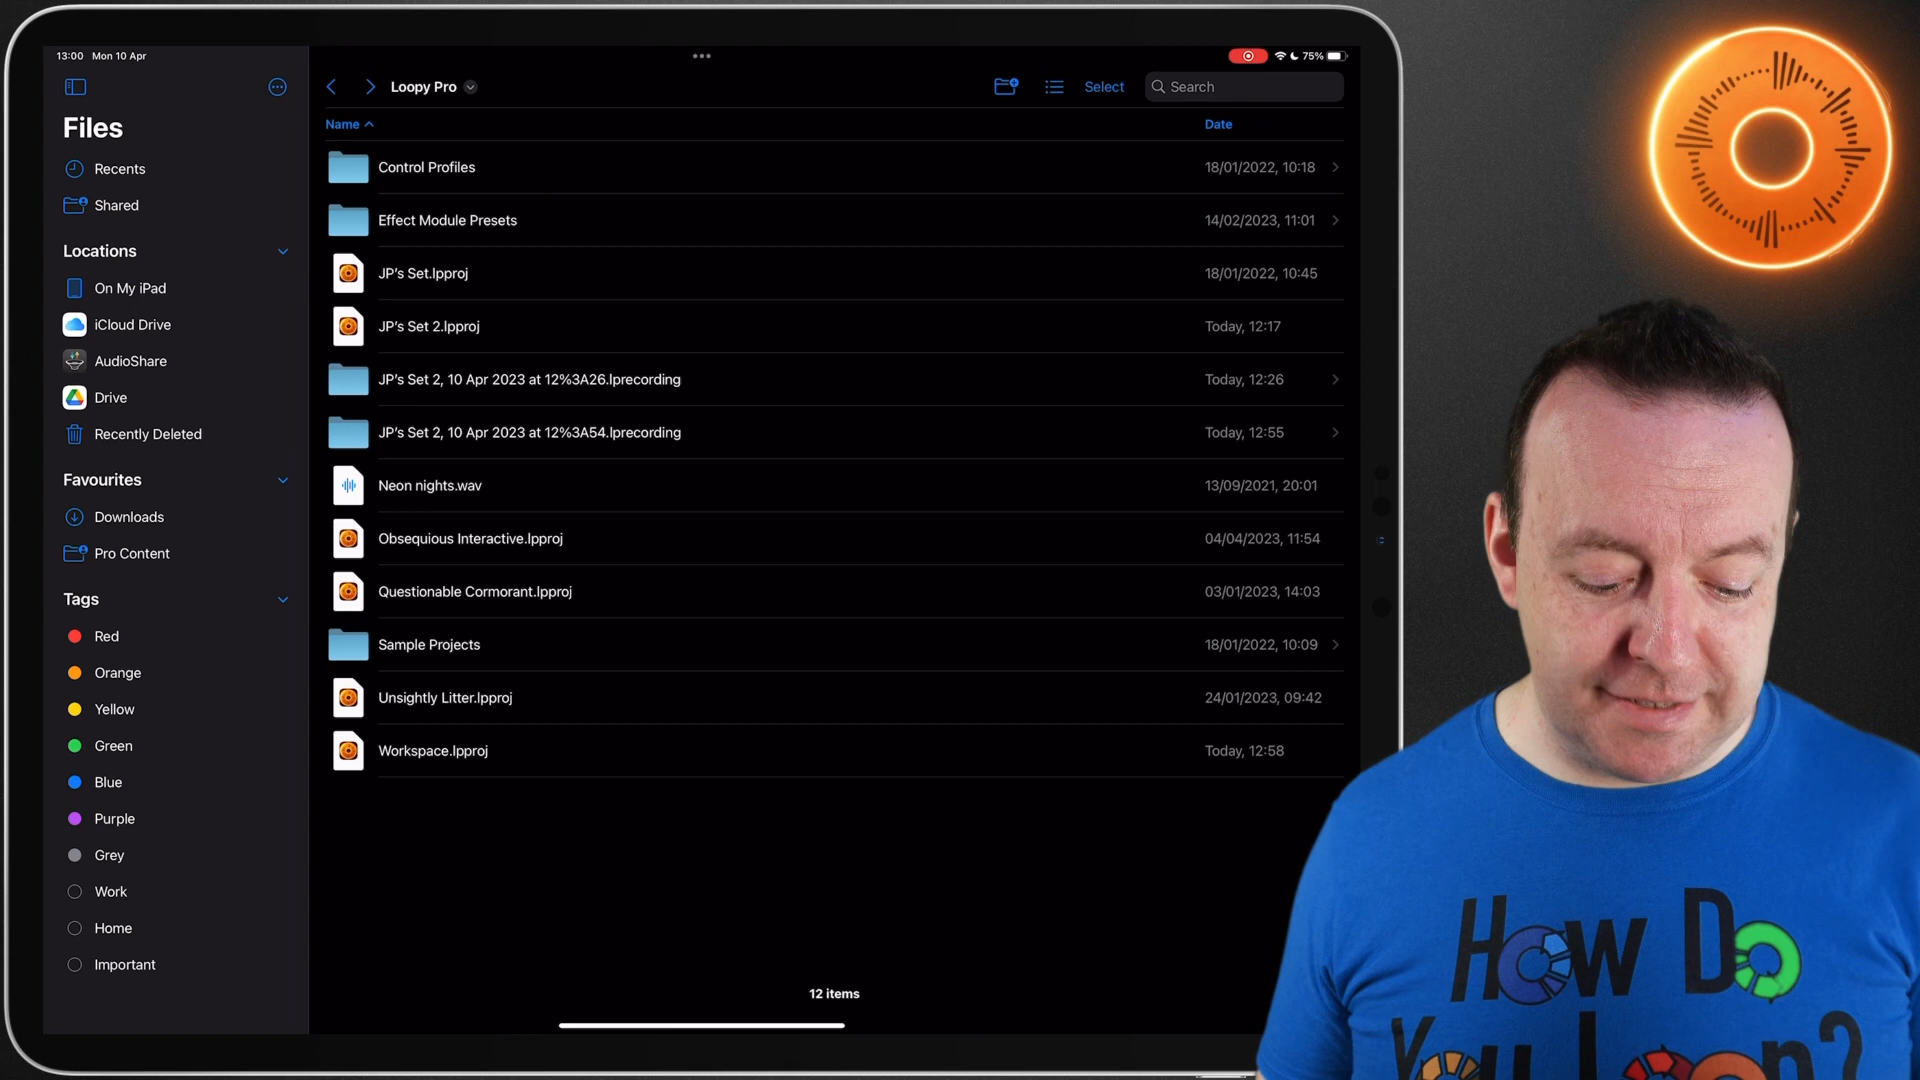 13:00 Mon 10 Apr
75%
Loopy Pro
Select
Search
Files
Recents
Shared
Locations
On My iPad
iCloud Drive
AudioShare
Drive
Recently Deleted
Favourites
Downloads
Pro Content
Tags
Red
Orange
Yellow
Green
Blue
Purple
Grey
Work
Home
Important
Name Date
Control Profiles 18/01/2022, 10:18
Effect Module Presets 14/02/2023, 11:01
JP’s Set.lpproj 18/01/2022, 10:45
JP’s Set 2.lpproj Today, 12:17
JP’s Set 2, 10 Apr 2023 at 12%3A26.lprecording Today, 12:26
JP’s Set 2, 10 Apr 2023 at 12%3A54.lprecording Today, 12:55
Neon nights.wav 13/09/2021, 20:01
Obsequious Interactive.lpproj 04/04/2023, 11:54
Questionable Cormorant.lpproj 03/01/2023, 14:03
Sample Projects 18/01/2022, 10:09
Unsightly Litter.lpproj 24/01/2023, 09:42
Workspace.lpproj Today, 12:58
12 items
How Do
You Loop?